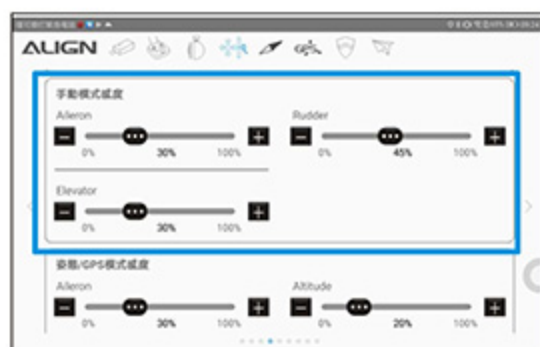 ALIGN
手動模式感度
Aileron
Rudder
0% 30% 100%
0% 45% 100%
Elevator
0% 30% 100%
姿態/GPS模式感度
Aileron
Altitude
0% 30% 100%
0% 20% 100%